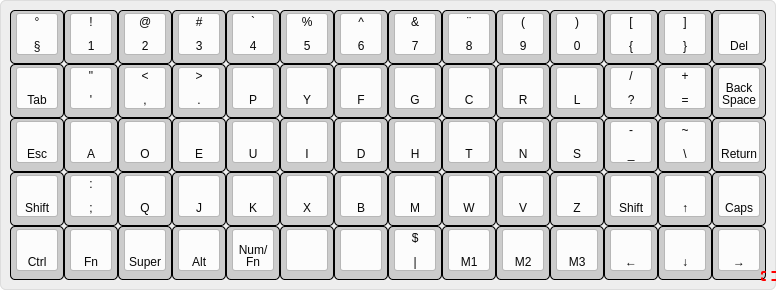 ° ! @ # ` % ^ & ¨ ( ) [ ]
§ 1 2 3 4 5 6 7 8 9 0 { } Del
" < > / +
Tab ' , . P Y F G C R L ? = Back Space
- ~
Esc A O E U I D H T N S _ \ Return
:
Shift ; Q J K X B M W V Z Shift ↑ Caps
$
Ctrl Fn Super Alt Num/ Fn | M1 M2 M3 ← ↓ →